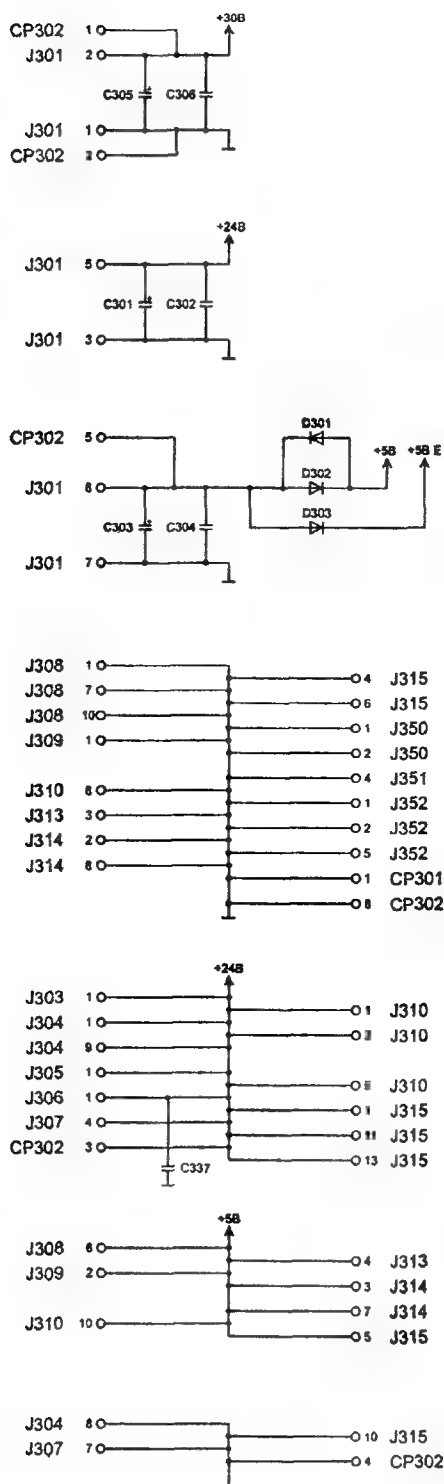 +30B
CP302 1
J301 2
C305 C306
J301 1
CP302
+24B
J301 5
C301 C302
J301 3
D301
CP302 5
+5B +5B E
D302
J301 6
D303
C303 C304
J301 7
J308 1
4 J315
J308 7
6 J315
J308 10
1 J350
J309 1
2 J350
4 J351
J310 8
1 J352
J313 3
2 J352
J314 2
5 J352
J314 8
1 CP301
8 CP302
+24B
J303 1
J310
J304 1
J310
J304 9
J305 1
J310
J306 1
J315
J307 4
11 J315
CP302 3
13 J315
C337
+5B
J308 6
4 J313
J309 2
3 J314
7 J314
J310 10
5 J315
J304 8
10 J315
J307 7
4 CP302